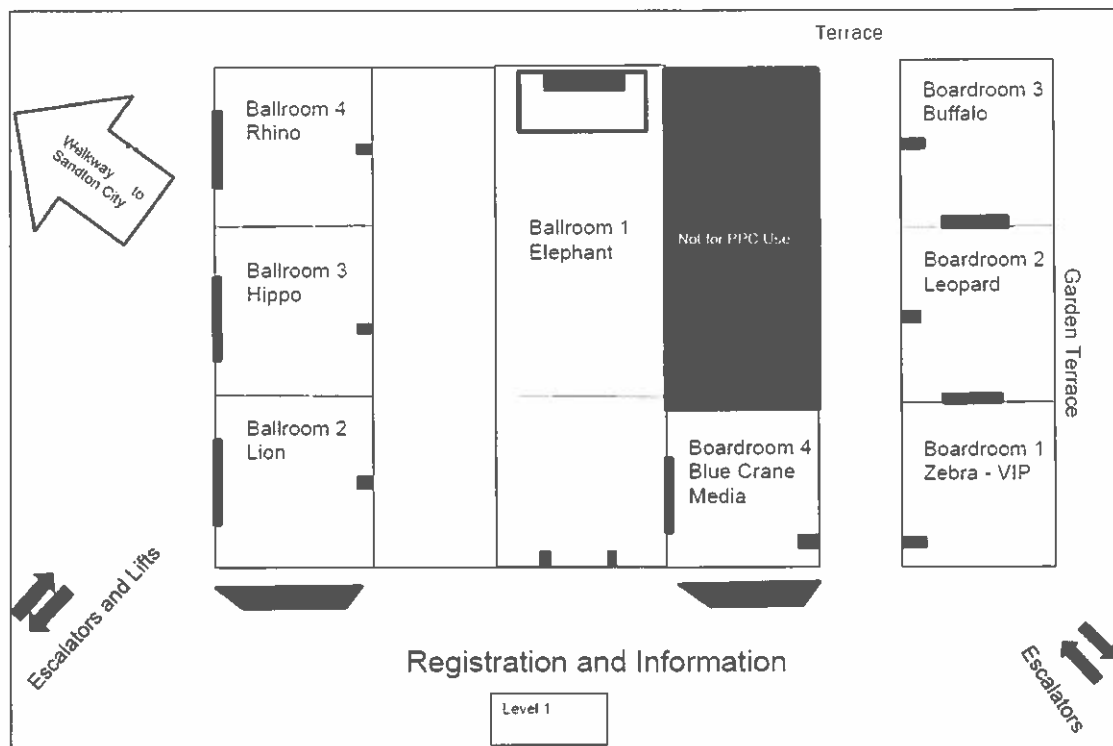 Terrace
Ballroom 4
Rhino
Boardroom 3
Buffalo
Walkway to
Sandton City
Ballroom 1
Elephant
Not for PPC Use
Ballroom 3
Hippo
Boardroom 2
Leopard
Garden Terrace
Ballroom 2
Lion
Boardroom 4
Blue Crane
Media
Boardroom 1
Zebra - VIP
Escalators and Lifts
Registration and Information
Escalators
Level 1